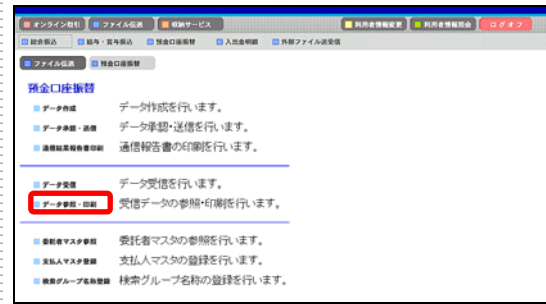 オンライン取引 ファイル伝送 収納サービス 利用者情報変更 利用者情報照会 ログオフ
総合振込 給与・賞与振込 預金口座振替 入出金明細 外部ファイル送受信
ファイル伝送 預金口座振替
預金口座振替
データ作成 データ作成を行います。
データ承認・送信 データ承認・送信を行います。
通信結果報告書印刷 通信報告書の印刷を行います。
データ受信 データ受信を行います。
データ参照・印刷 受信データの参照・印刷を行います。
委託者マスタ参照 委託者マスタの参照を行います。
支払人マスタ登録 支払人マスタの登録を行います。
検索グループ名称登録 検索グループ名称の登録を行います。